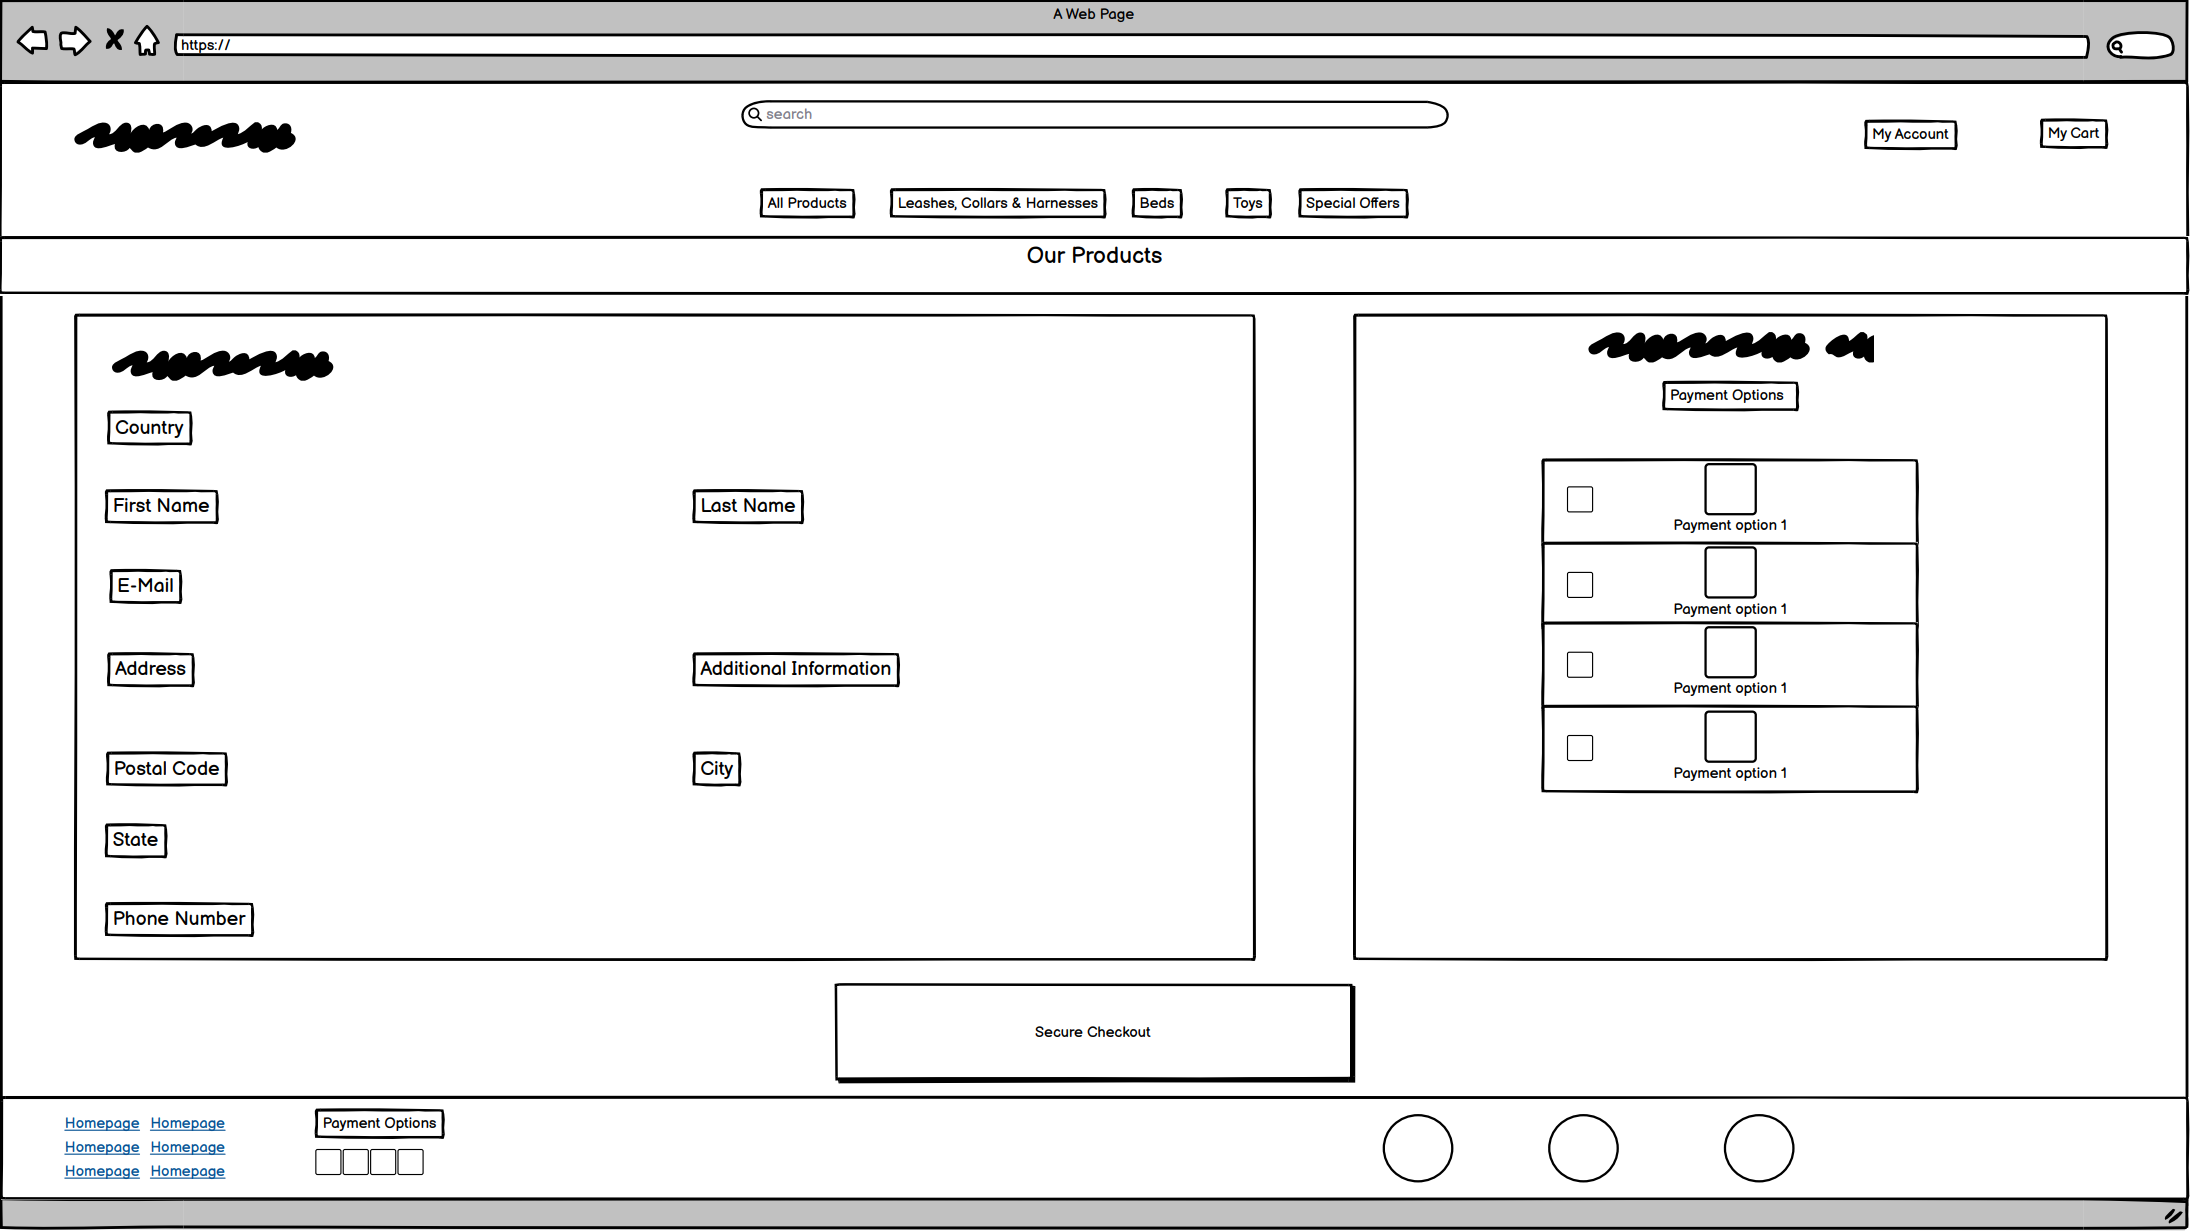 A Web Page
https://
search
My Account
My Cart
All Products
Leashes, Collars & Harnesses
Beds
Toys
Special Offers
Our Products
Country
First Name
Last Name
E-Mail
Address
Additional Information
Postal Code
City
State
Phone Number
Payment Options
Payment option 1
Payment option 1
Payment option 1
Payment option 1
Secure Checkout
Homepage Homepage
Homepage Homepage
Homepage Homepage
Payment Options